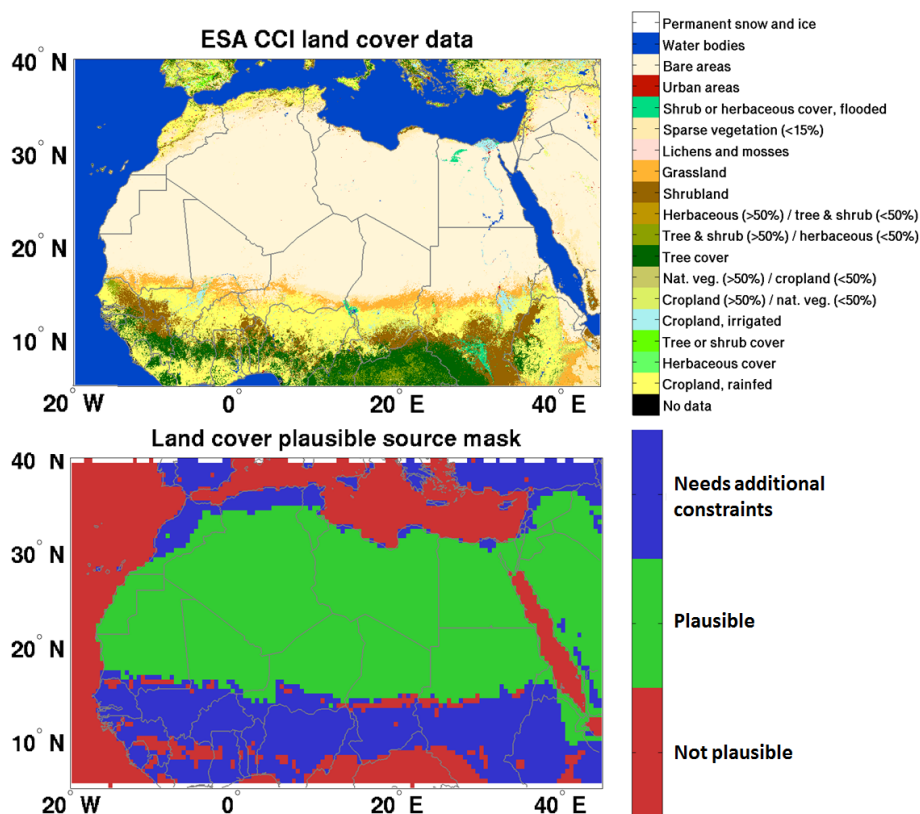 ESA CCI land cover data
40° N
30° N
20° N
10° N
20° W
0°
20° E
40° E
Permanent snow and ice
Water bodies
Bare areas
Urban areas
Shrub or herbaceous cover, flooded
Sparse vegetation (<15%)
Lichens and mosses
Grassland
Shrubland
Herbaceous (>50%) / tree & shrub (<50%)
Tree & shrub (>50%) / herbaceous (<50%)
Tree cover
Nat. veg. (>50%) / cropland (<50%)
Cropland (>50%) / nat. veg. (<50%)
Cropland, irrigated
Tree or shrub cover
Herbaceous cover
Cropland, rainfed
No data
Land cover plausible source mask
40° N
30° N
20° N
10° N
20° W
0°
20° E
40° E
Needs additional
constraints
Plausible
Not plausible